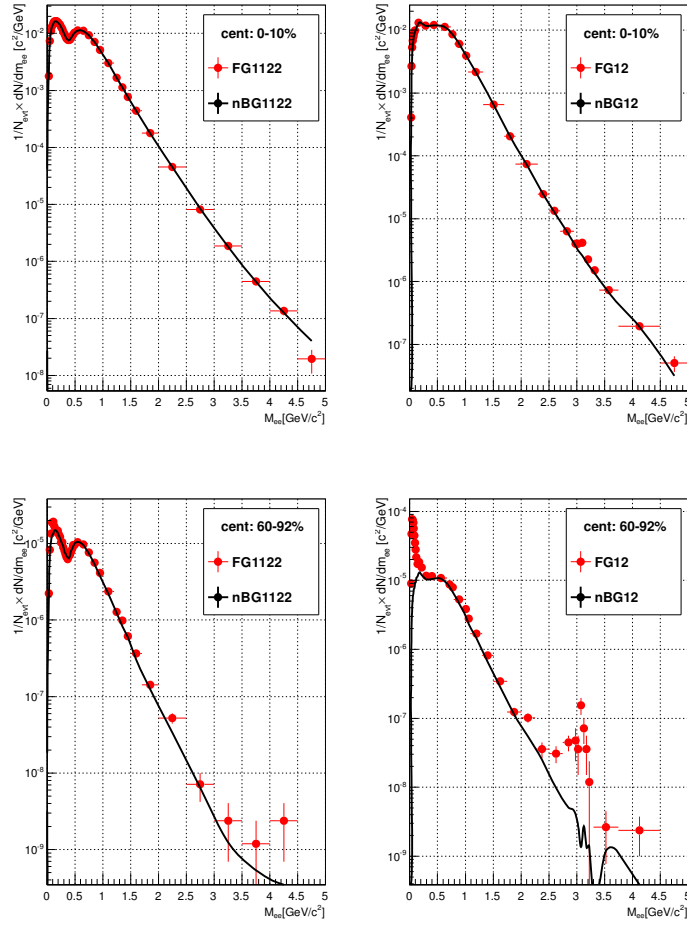 1/N_evt × dN/dm_ee [c²/GeV]
cent: 0-10%
FG1122
nBG1122
10⁻²
10⁻³
10⁻⁴
10⁻⁵
10⁻⁶
10⁻⁷
10⁻⁸
0 0.5 1 1.5 2 2.5 3 3.5 4 4.5 5
M_ee[GeV/c²]
1/N_evt × dN/dm_ee [c²/GeV]
cent: 0-10%
FG12
nBG12
10⁻²
10⁻³
10⁻⁴
10⁻⁵
10⁻⁶
10⁻⁷
0 0.5 1 1.5 2 2.5 3 3.5 4 4.5 5
M_ee[GeV/c²]
1/N_evt × dN/dm_ee [c²/GeV]
cent: 60-92%
FG1122
nBG1122
10⁻⁵
10⁻⁶
10⁻⁷
10⁻⁸
10⁻⁹
0 0.5 1 1.5 2 2.5 3 3.5 4 4.5 5
M_ee[GeV/c²]
1/N_evt × dN/dm_ee [c²/GeV]
cent: 60-92%
FG12
nBG12
10⁻⁴
10⁻⁵
10⁻⁶
10⁻⁷
10⁻⁸
10⁻⁹
0 0.5 1 1.5 2 2.5 3 3.5 4 4.5 5
M_ee[GeV/c²]